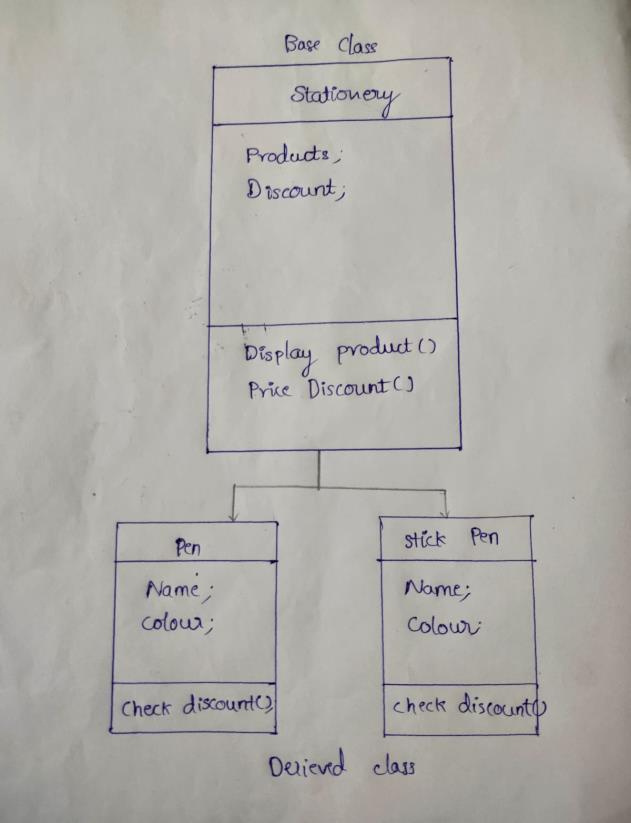 Base Class
Stationery
Products;
Discount;
Display product()
Price Discount()
Pen
Name;
colour;
check discount()
stick Pen
Name;
Colour;
check discount()
Derieved class